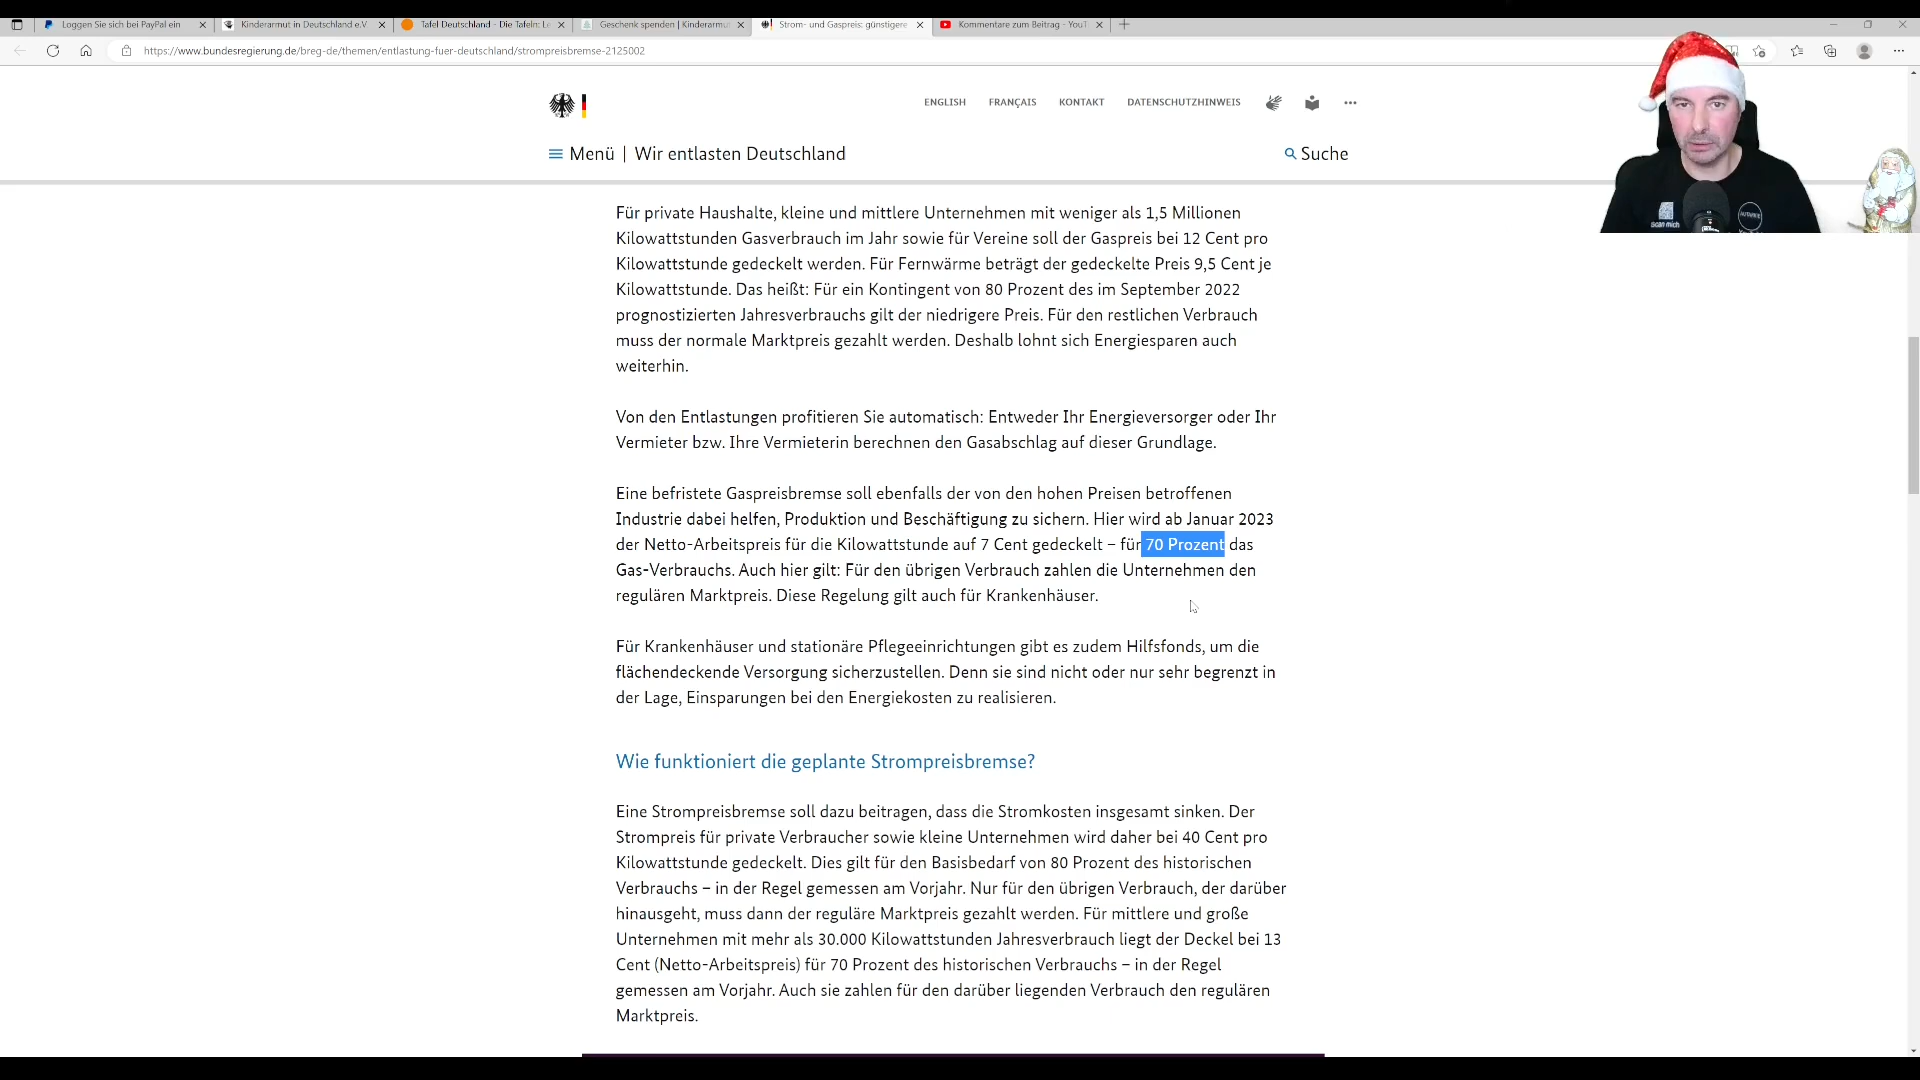 Loggen Sie sich bei PayPal ein
Kinderarmut in Deutschland e.V
Tafel Deutschland - Die Tafeln: Le
Geschenk spenden | Kinderarmu
Strom- und Gaspreis: günstigere
Kommentare zum Beitrag - YouT
https://www.bundesregierung.de/breg-de/themen/entlastung-fuer-deutschland/strompreisbremse-2125002
ENGLISH FRANÇAIS KONTAKT DATENSCHUTZHINWEIS
Menü | Wir entlasten Deutschland
Suche
Scan mich
Für private Haushalte, kleine und mittlere Unternehmen mit weniger als 1,5 Millionen
Kilowattstunden Gasverbrauch im Jahr sowie für Vereine soll der Gaspreis bei 12 Cent pro
Kilowattstunde gedeckelt werden. Für Fernwärme beträgt der gedeckelte Preis 9,5 Cent je
Kilowattstunde. Das heißt: Für ein Kontingent von 80 Prozent des im September 2022
prognostizierten Jahresverbrauchs gilt der niedrigere Preis. Für den restlichen Verbrauch
muss der normale Marktpreis gezahlt werden. Deshalb lohnt sich Energiesparen auch
weiterhin.
Von den Entlastungen profitieren Sie automatisch: Entweder Ihr Energieversorger oder Ihr
Vermieter bzw. Ihre Vermieterin berechnen den Gasabschlag auf dieser Grundlage.
Eine befristete Gaspreisbremse soll ebenfalls der von den hohen Preisen betroffenen
Industrie dabei helfen, Produktion und Beschäftigung zu sichern. Hier wird ab Januar 2023
der Netto-Arbeitspreis für die Kilowattstunde auf 7 Cent gedeckelt – für 70 Prozent das
Gas-Verbrauchs. Auch hier gilt: Für den übrigen Verbrauch zahlen die Unternehmen den
regulären Marktpreis. Diese Regelung gilt auch für Krankenhäuser.
Für Krankenhäuser und stationäre Pflegeeinrichtungen gibt es zudem Hilfsfonds, um die
flächendeckende Versorgung sicherzustellen. Denn sie sind nicht oder nur sehr begrenzt in
der Lage, Einsparungen bei den Energiekosten zu realisieren.
Wie funktioniert die geplante Strompreisbremse?
Eine Strompreisbremse soll dazu beitragen, dass die Stromkosten insgesamt sinken. Der
Strompreis für private Verbraucher sowie kleine Unternehmen wird daher bei 40 Cent pro
Kilowattstunde gedeckelt. Dies gilt für den Basisbedarf von 80 Prozent des historischen
Verbrauchs – in der Regel gemessen am Vorjahr. Nur für den übrigen Verbrauch, der darüber
hinausgeht, muss dann der reguläre Marktpreis gezahlt werden. Für mittlere und große
Unternehmen mit mehr als 30.000 Kilowattstunden Jahresverbrauch liegt der Deckel bei 13
Cent (Netto-Arbeitspreis) für 70 Prozent des historischen Verbrauchs – in der Regel
gemessen am Vorjahr. Auch sie zahlen für den darüber liegenden Verbrauch den regulären
Marktpreis.